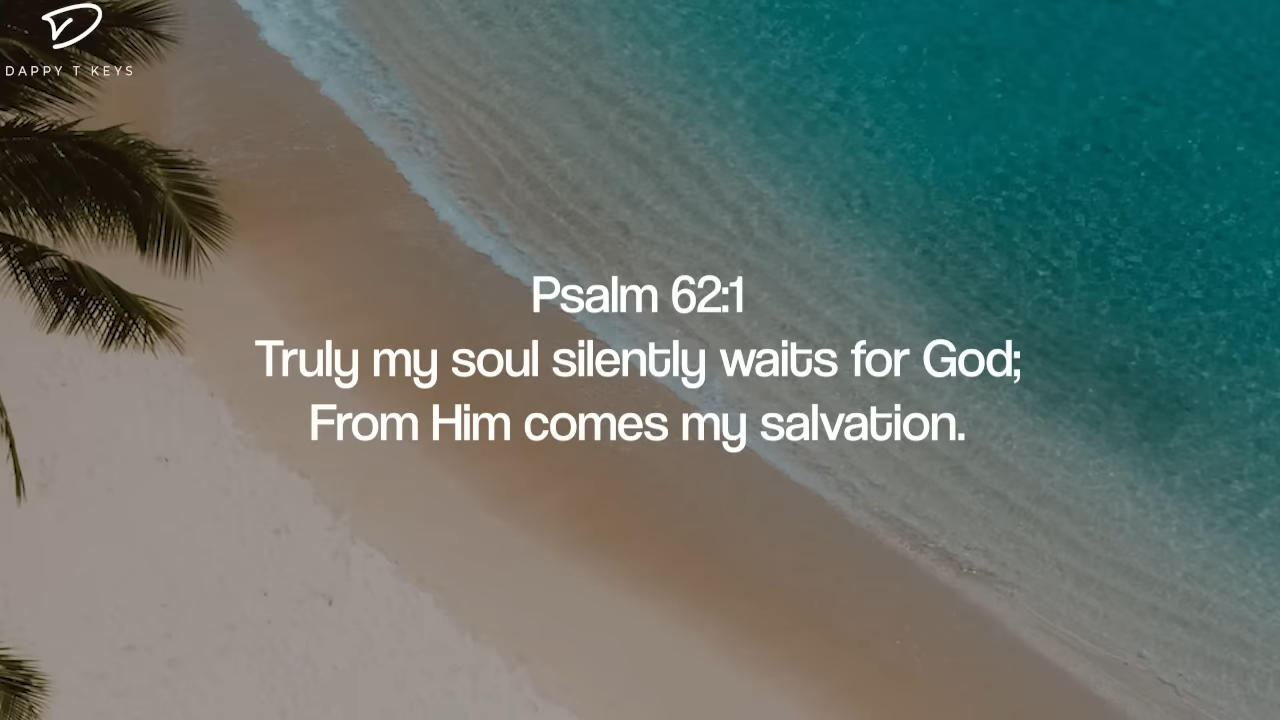 DAPPY T KEYS
Psalm 62:1
Truly my soul silently waits for God;
From Him comes my salvation.